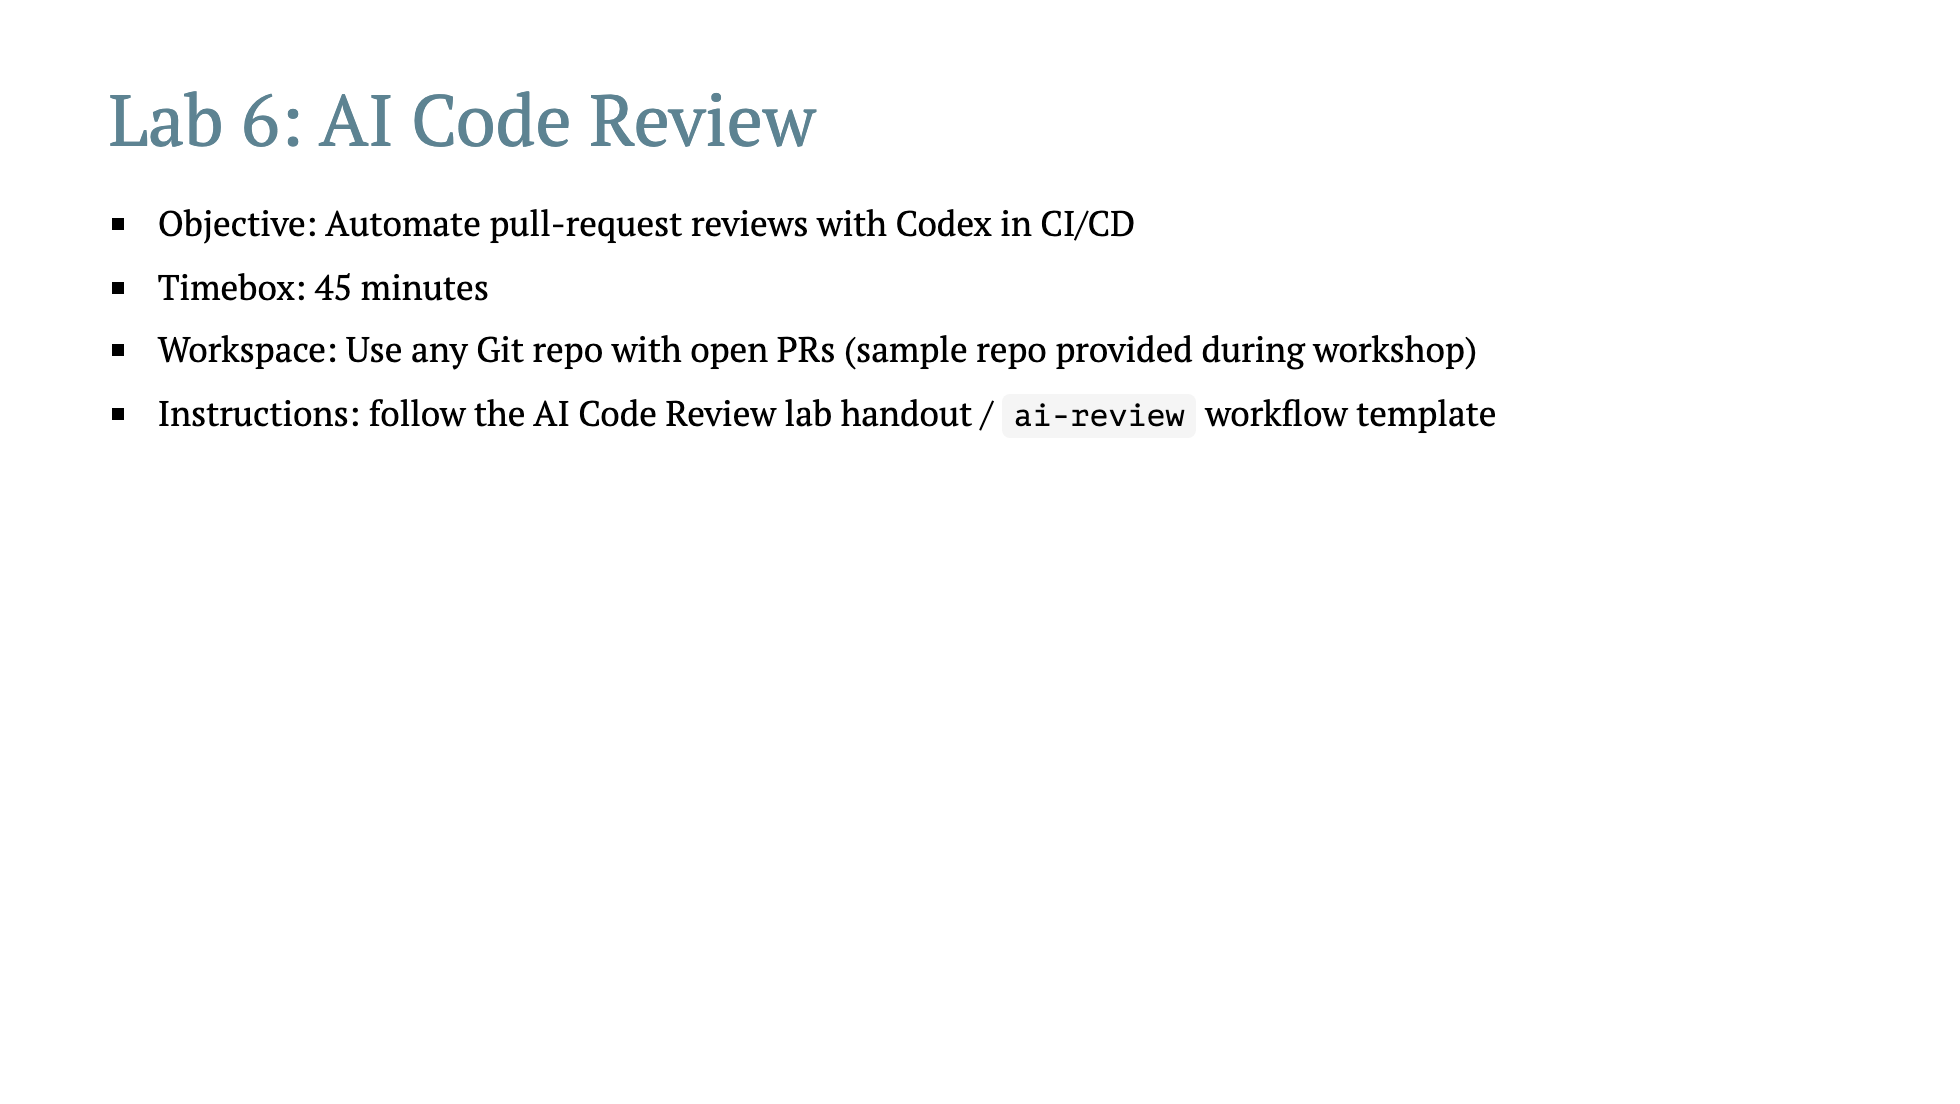 Lab 6: AI Code Review
▪ Objective: Automate pull-request reviews with Codex in CI/CD
▪ Timebox: 45 minutes
▪ Workspace: Use any Git repo with open PRs (sample repo provided during workshop)
▪ Instructions: follow the AI Code Review lab handout / ai-review workflow template